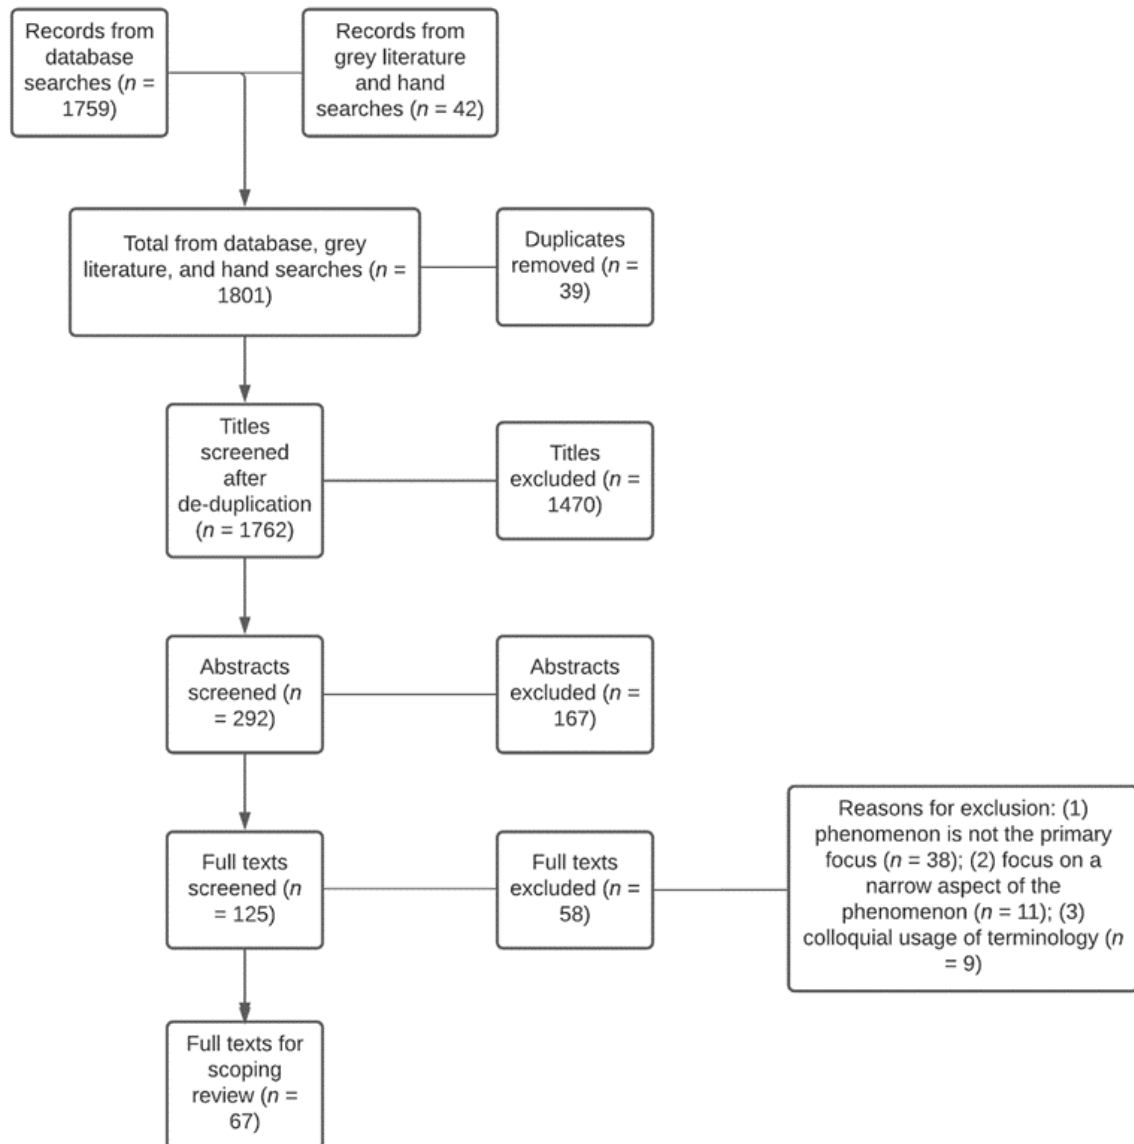 Records from
database
searches (n =
1759)
Records from
grey literature
and hand
searches (n = 42)
Total from database, grey
literature, and hand searches (n =
1801)
Duplicates
removed (n =
39)
Titles
screened
after
de-duplication
(n = 1762)
Titles
excluded (n =
1470)
Abstracts
screened (n
= 292)
Abstracts
excluded (n =
167)
Full texts
screened (n
= 125)
Full texts
excluded (n =
58)
Reasons for exclusion: (1)
phenomenon is not the primary
focus (n = 38); (2) focus on a
narrow aspect of the
phenomenon (n = 11); (3)
colloquial usage of terminology (n
= 9)
Full texts for
scoping
review (n =
67)